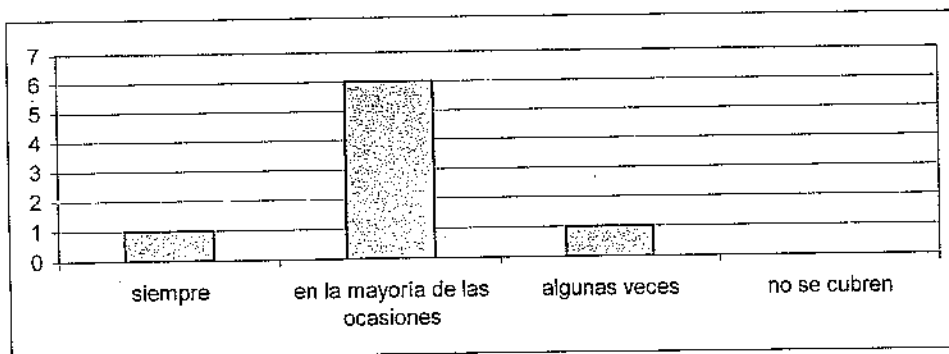 7
6
5
4
3
2
1
0
siempre
en la mayoría de las
ocasiones
algunas veces
no se cubren